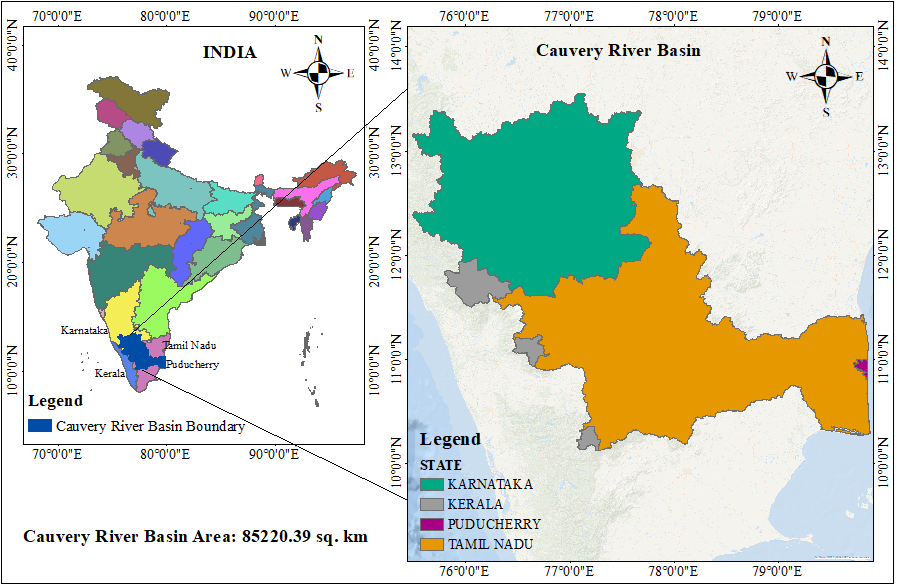 70°0'0"E 80°0'0"E 90°0'0"E
40°0'0"N
30°0'0"N
20°0'0"N
10°0'0"N
INDIA
N
W E
S
Karnataka
Tamil Nadu
Puducherry
Kerala
Legend
Cauvery River Basin Boundary
40°0'0"N
30°0'0"N
20°0'0"N
10°0'0"N
70°0'0"E 80°0'0"E 90°0'0"E
Cauvery River Basin Area: 85220.39 sq. km
76°0'0"E 77°0'0"E 78°0'0"E 79°0'0"E
14°0'0"N
13°0'0"N
12°0'0"N
11°0'0"N
10°0'0"N
Cauvery River Basin
N
W E
S
Legend
STATE
KARNATAKA
KERALA
PUDUCHERRY
TAMIL NADU
14°0'0"N
13°0'0"N
12°0'0"N
11°0'0"N
10°0'0"N
76°0'0"E 77°0'0"E 78°0'0"E 79°0'0"E